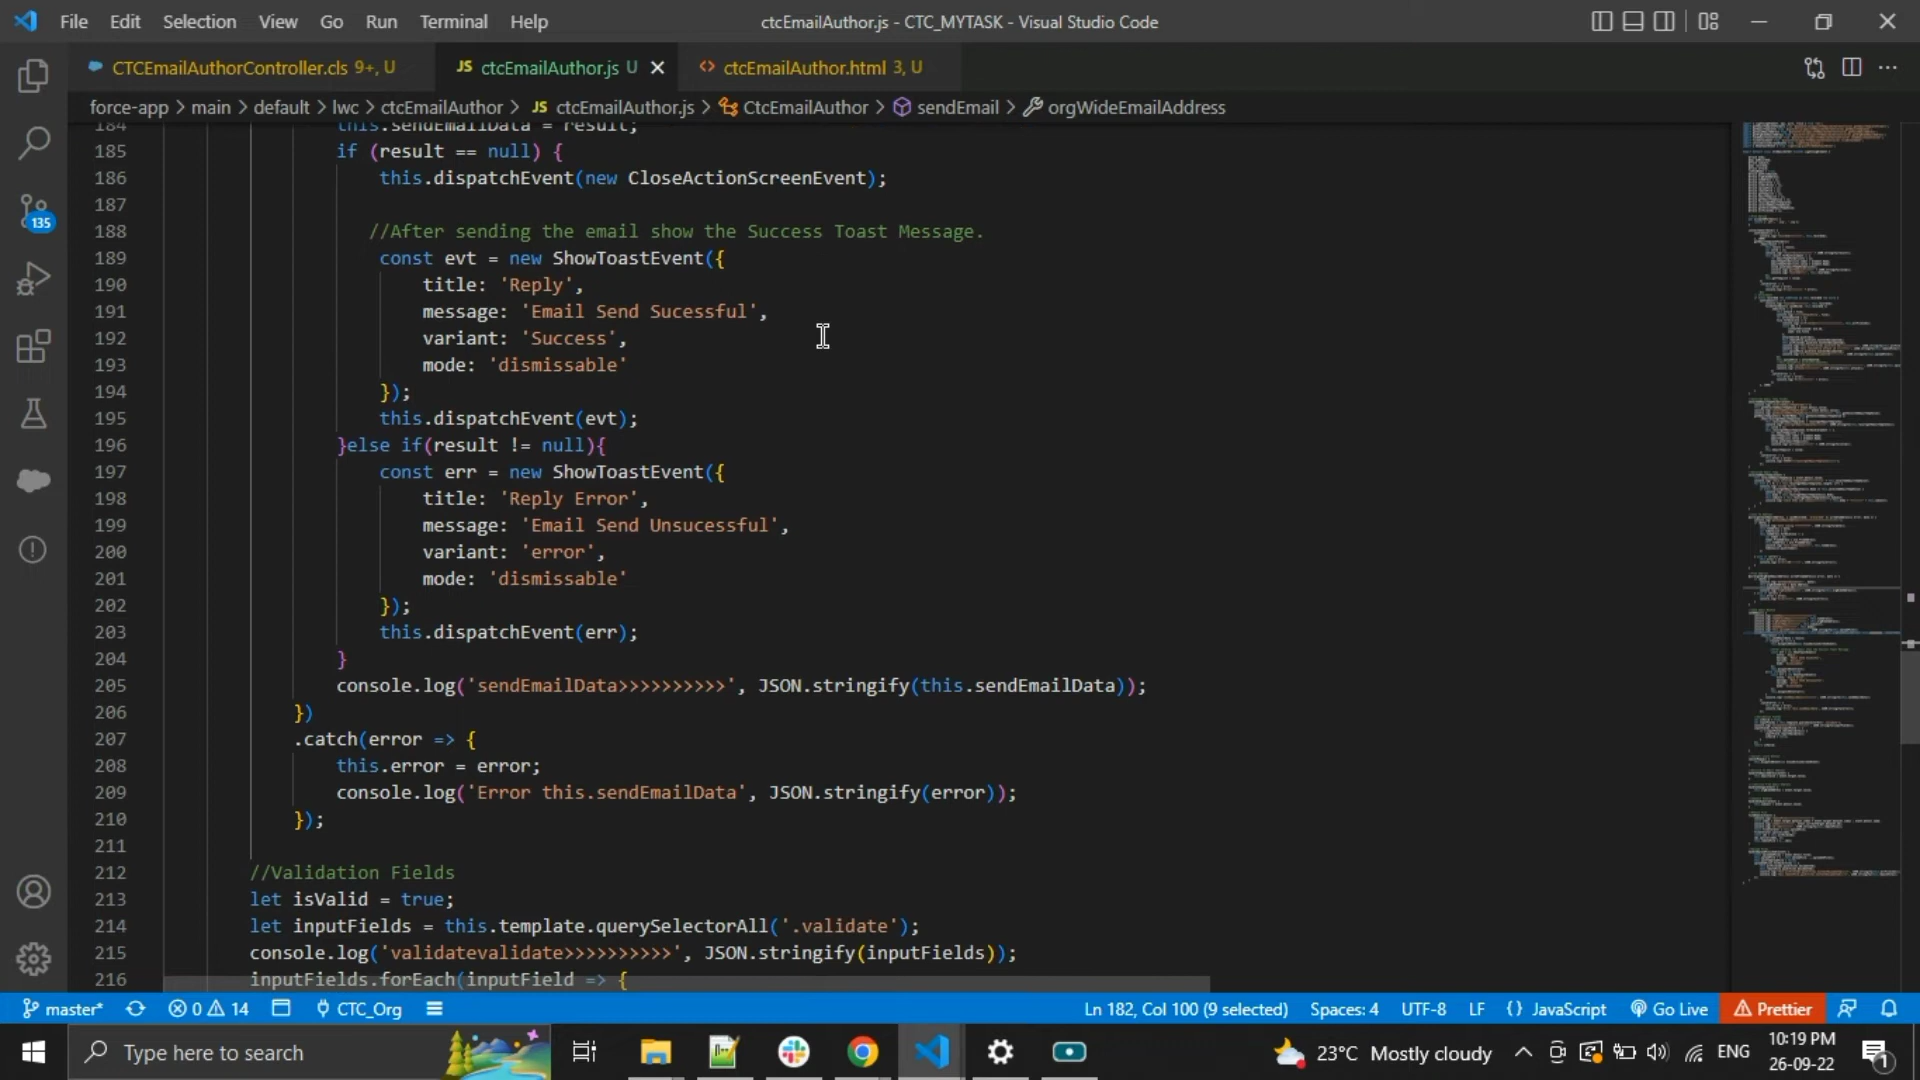 File Edit Selection View Go Run Terminal Help ctcEmailAuthor.js - CTC_MYTASK - Visual Studio Code
CTCEmailAuthorController.cls 9+, U JS ctcEmailAuthor.js U <> ctcEmailAuthor.html 3, U
force-app > main > default > lwc > ctcEmailAuthor > JS ctcEmailAuthor.js > CtcEmailAuthor > sendEmail > orgWideEmailAddress
184 this.sendEmailData = result;
185 if (result == null) {
186 this.dispatchEvent(new CloseActionScreenEvent);
187
188 //After sending the email show the Success Toast Message.
189 const evt = new ShowToastEvent({
190 title: 'Reply',
191 message: 'Email Send Sucessful',
192 variant: 'Success',
193 mode: 'dismissable'
194 });
195 this.dispatchEvent(evt);
196 }else if(result != null){
197 const err = new ShowToastEvent({
198 title: 'Reply Error',
199 message: 'Email Send Unsucessful',
200 variant: 'error',
201 mode: 'dismissable'
202 });
203 this.dispatchEvent(err);
204 }
205 console.log('sendEmailData>>>>>>>>>>', JSON.stringify(this.sendEmailData));
206 })
207 .catch(error => {
208 this.error = error;
209 console.log('Error this.sendEmailData', JSON.stringify(error));
210 });
211
212 //Validation Fields
213 let isValid = true;
214 let inputFields = this.template.querySelectorAll('.validate');
215 console.log('validatevalidate>>>>>>>>>>', JSON.stringify(inputFields));
216 inputFields.forEach(inputField => {
135
master* 0 14 CTC_Org Ln 182, Col 100 (9 selected) Spaces: 4 UTF-8 LF {} JavaScript Go Live Prettier
Type here to search 23°C Mostly cloudy ENG 10:19 PM
26-09-22 1